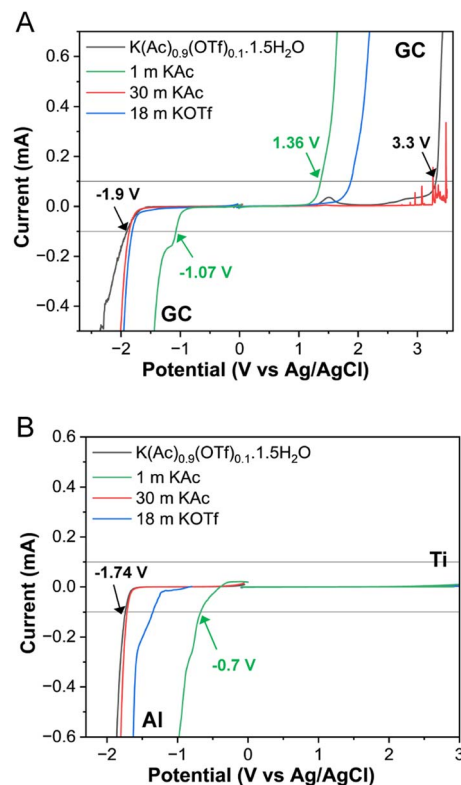 A
K(Ac)₀.₉(OTf)₀.₁.1.5H₂O
1 m KAc
30 m KAc
18 m KOTf
GC
1.36 V
3.3 V
-1.9 V
-1.07 V
GC
0.6
0.4
0.2
0.0
−0.2
−0.4
Current (mA)
−2
−1
0
1
2
3
Potential (V vs Ag/AgCl)
B
K(Ac)₀.₉(OTf)₀.₁.1.5H₂O
1 m KAc
30 m KAc
18 m KOTf
Ti
-1.74 V
-0.7 V
Al
0.6
0.4
0.2
0.0
−0.2
−0.4
−0.6
Current (mA)
−2
−1
0
1
2
3
Potential (V vs Ag/AgCl)